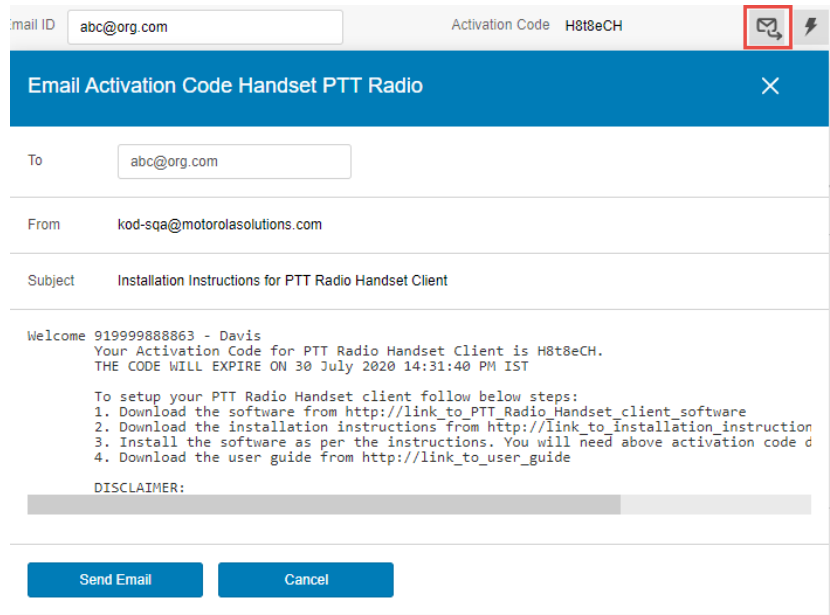 Email ID abc@org.com Activation Code H8t8eCH
Email Activation Code Handset PTT Radio
To abc@org.com
From kod-sqa@motorolasolutions.com
Subject Installation Instructions for PTT Radio Handset Client
Welcome 919999888863 - Davis
Your Activation Code for PTT Radio Handset Client is H8t8eCH.
THE CODE WILL EXPIRE ON 30 July 2020 14:31:40 PM IST
To setup your PTT Radio Handset client follow below steps:
1. Download the software from http://link_to_PTT_Radio_Handset_client_software
2. Download the installation instructions from http://link_to_installation_instruction
3. Install the software as per the instructions. You will need above activation code d
4. Download the user guide from http://link_to_user_guide
DISCLAIMER:
Send Email Cancel